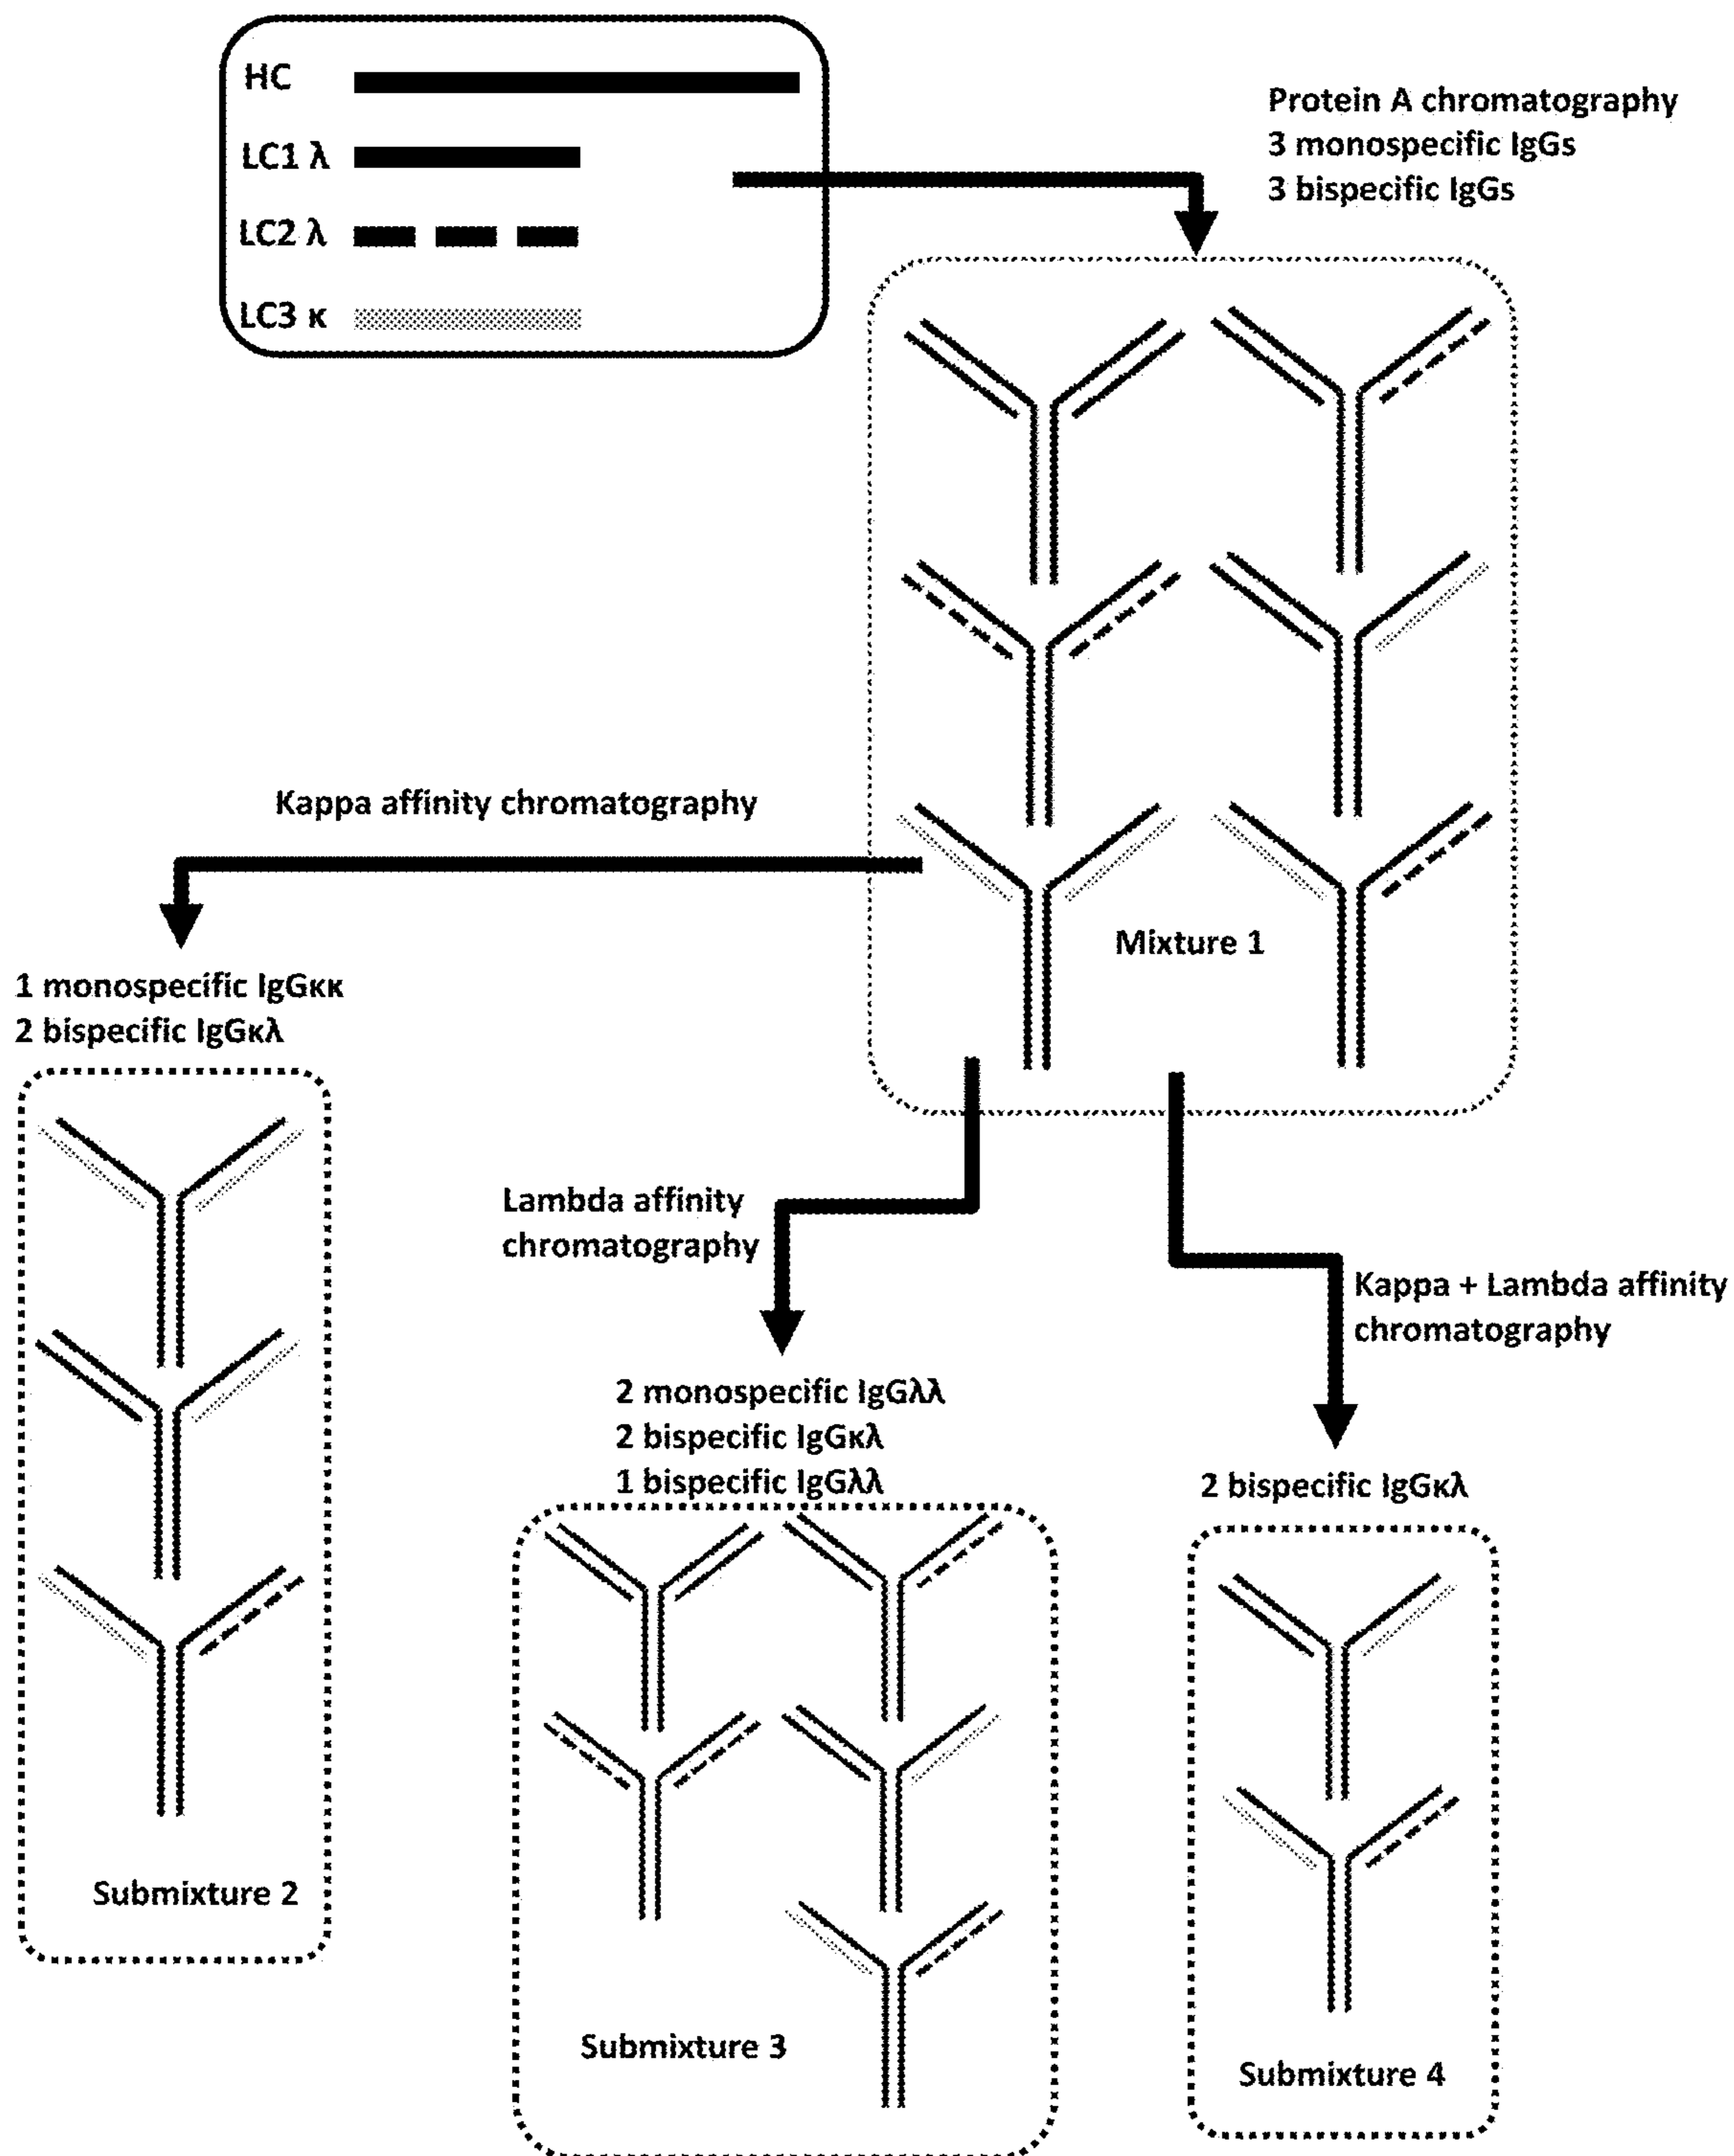 HC
LC1 λ
LC2 λ
LC3 κ
Protein A chromatography
3 monospecific IgGs
3 bispecific IgGs
Mixture 1
Kappa affinity chromatography
1 monospecific IgGκκ
2 bispecific IgGκλ
Submixture 2
Lambda affinity
chromatography
2 monospecific IgGλλ
2 bispecific IgGκλ
1 bispecific IgGλλ
Submixture 3
Kappa + Lambda affinity
chromatography
2 bispecific IgGκλ
Submixture 4